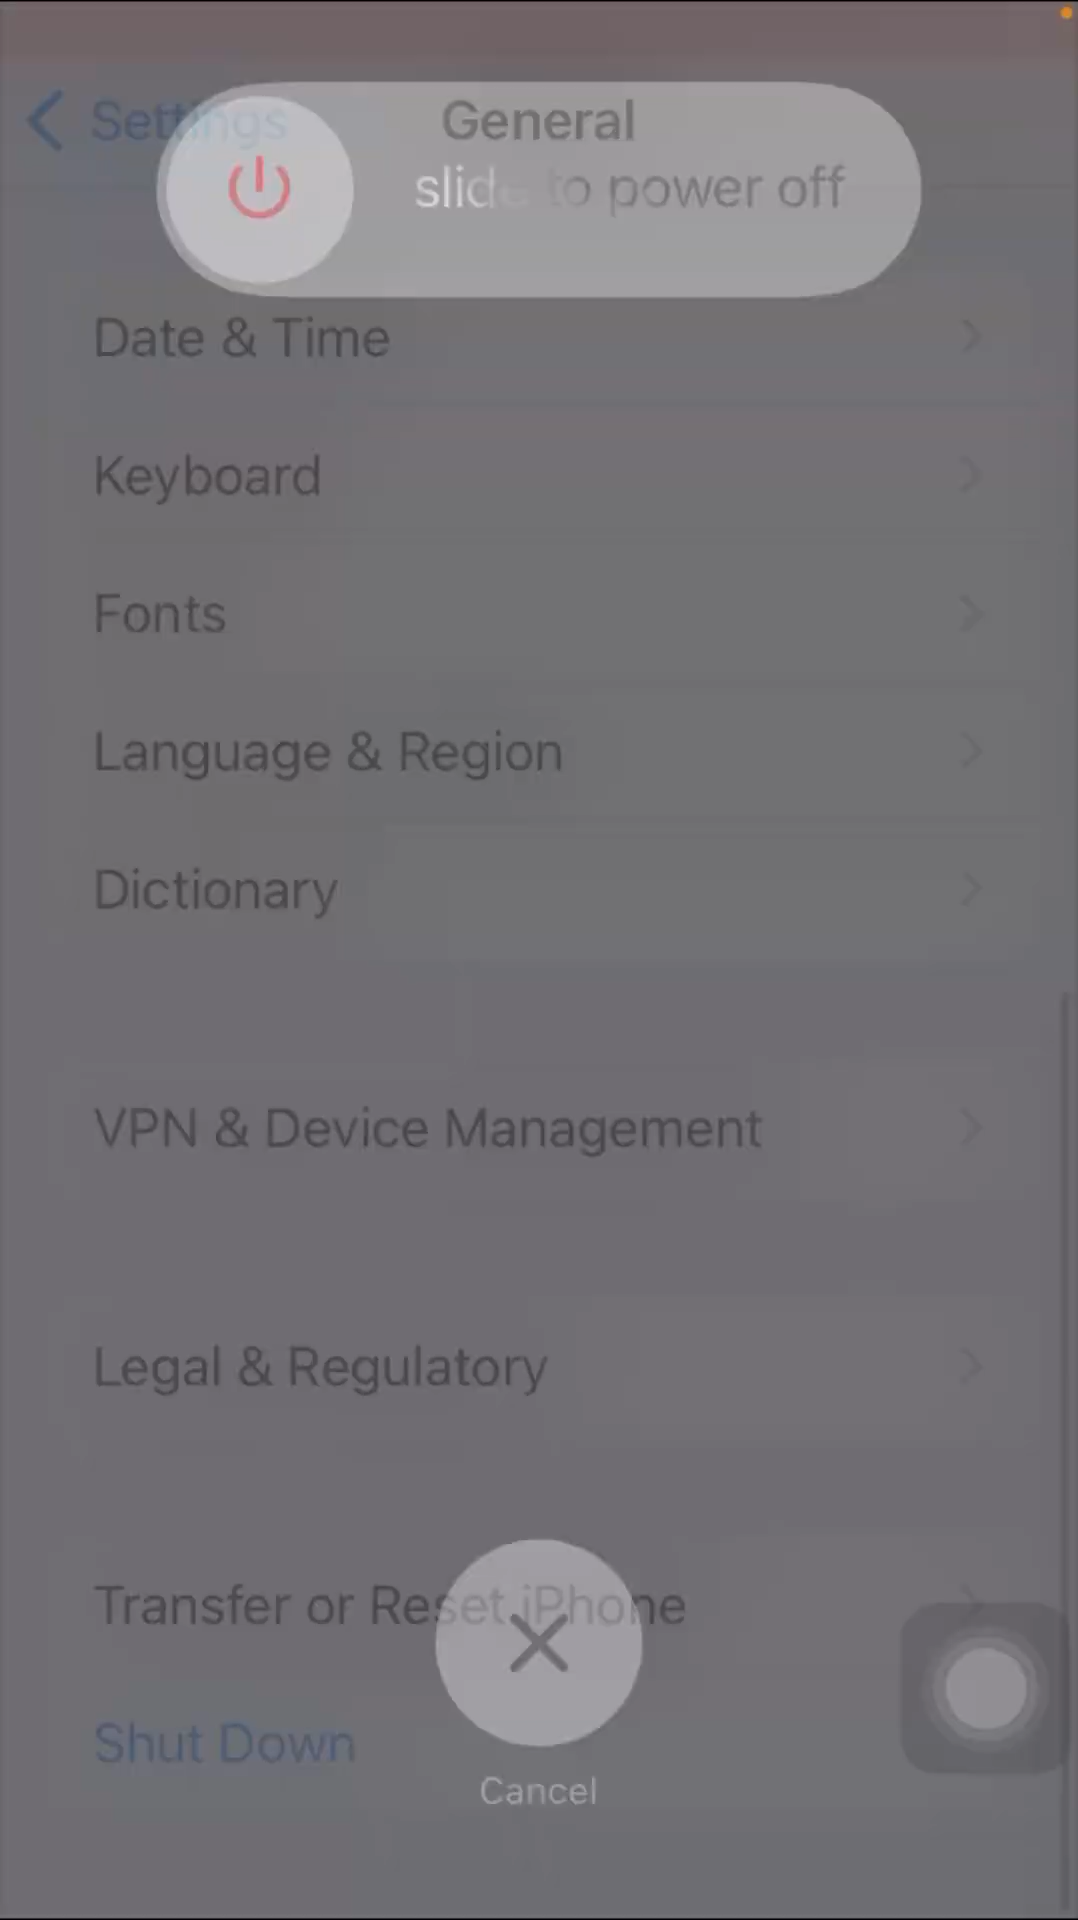 Settings
General
slide to power off
Date & Time
Keyboard
Fonts
Language & Region
Dictionary
VPN & Device Management
Legal & Regulatory
Transfer or Reset iPhone
Shut Down
Cancel